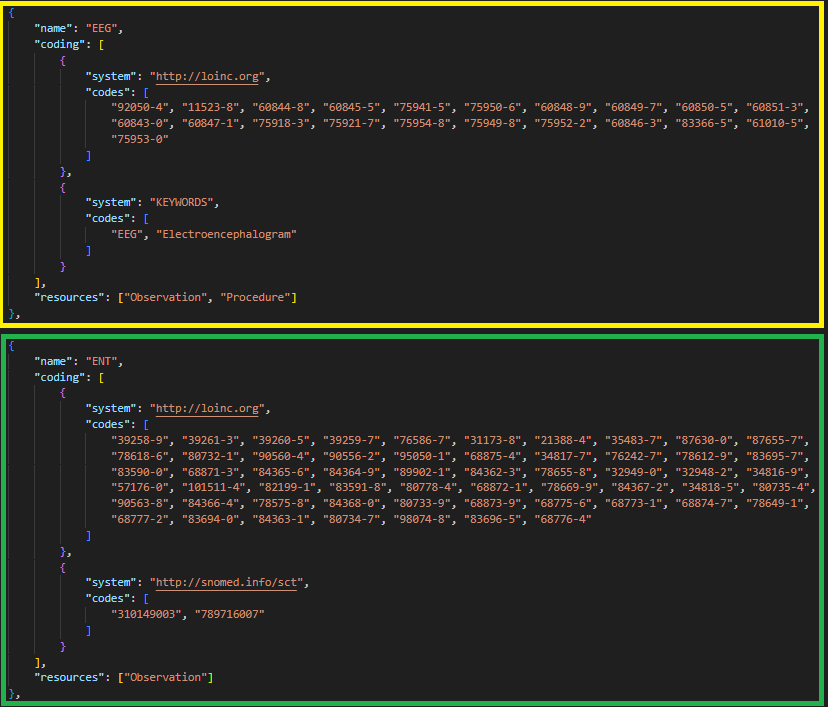 {
"name": "EEG",
"coding": [
{
"system": "http://loinc.org",
"codes": [
"92050-4", "11523-8", "60844-8", "60845-5", "75941-5", "75950-6", "60848-9", "60849-7", "60850-5", "60851-3",
"60843-0", "60847-1", "75918-3", "75921-7", "75954-8", "75949-8", "75952-2", "60846-3", "83366-5", "61010-5",
"75953-0"
]
},
{
"system": "KEYWORDS",
"codes": [
"EEG", "Electroencephalogram"
]
}
],
"resources": ["Observation", "Procedure"]
},
{
"name": "ENT",
"coding": [
{
"system": "http://loinc.org",
"codes": [
"39258-9", "39261-3", "39260-5", "39259-7", "76586-7", "31173-8", "21388-4", "35483-7", "87630-0", "87655-7",
"78618-6", "80732-1", "90560-4", "90556-2", "95050-1", "68875-4", "34817-7", "76242-7", "78612-9", "83695-7",
"83590-0", "68871-3", "84365-6", "84364-9", "89902-1", "84362-3", "78655-8", "32949-0", "32948-2", "34816-9",
"57176-0", "101511-4", "82199-1", "83591-8", "80778-4", "68872-1", "78669-9", "84367-2", "34818-5", "80735-4",
"90563-8", "84366-4", "78575-8", "84368-0", "80733-9", "68873-9", "68775-6", "68773-1", "68874-7", "78649-1",
"68777-2", "83694-0", "84363-1", "80734-7", "98074-8", "83696-5", "68776-4"
]
},
{
"system": "http://snomed.info/sct",
"codes": [
"310149003", "789716007"
]
}
],
"resources": ["Observation"]
},